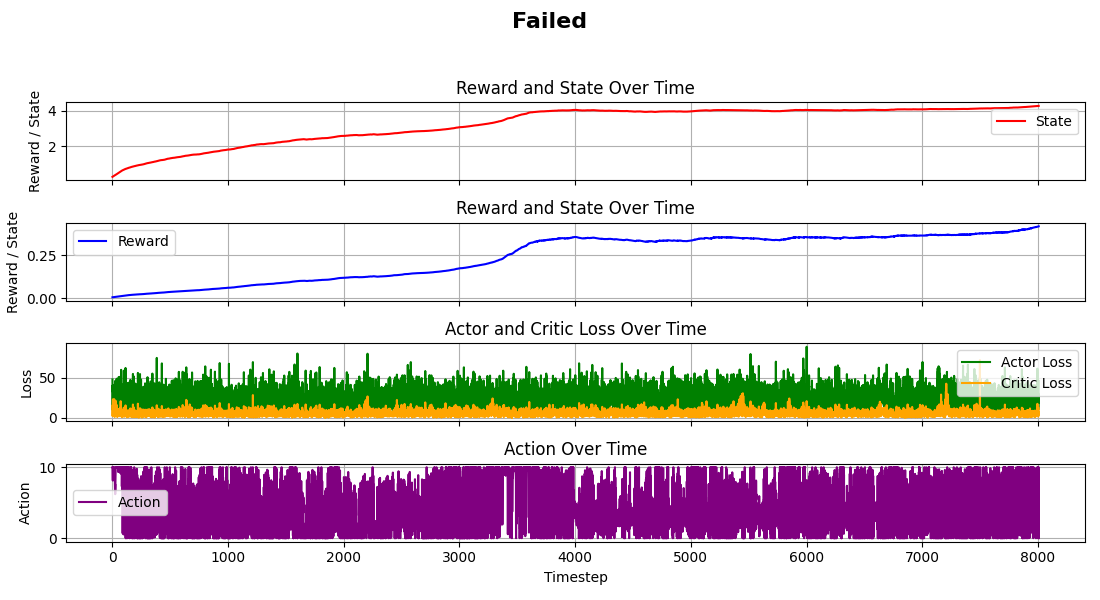 Failed
Reward and State Over Time
Reward / State
4
2
State
Reward and State Over Time
Reward / State
0.25
0.00
Reward
Actor and Critic Loss Over Time
Loss
50
0
Actor Loss
Critic Loss
Action Over Time
Action
10
0
Action
0 1000 2000 3000 4000 5000 6000 7000 8000
Timestep